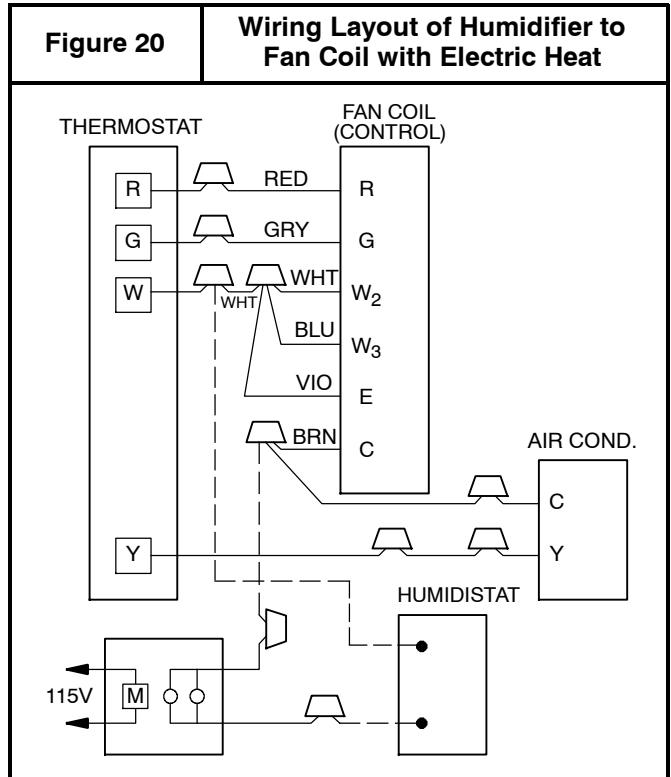 Figure 20
Wiring Layout of Humidifier to
Fan Coil with Electric Heat
THERMOSTAT
FAN COIL
(CONTROL)
R
RED
R
G
GRY
G
W
WHT
WHT
W2
BLU
W3
VIO
E
BRN
C
AIR COND.
C
Y
Y
HUMIDISTAT
115V
M